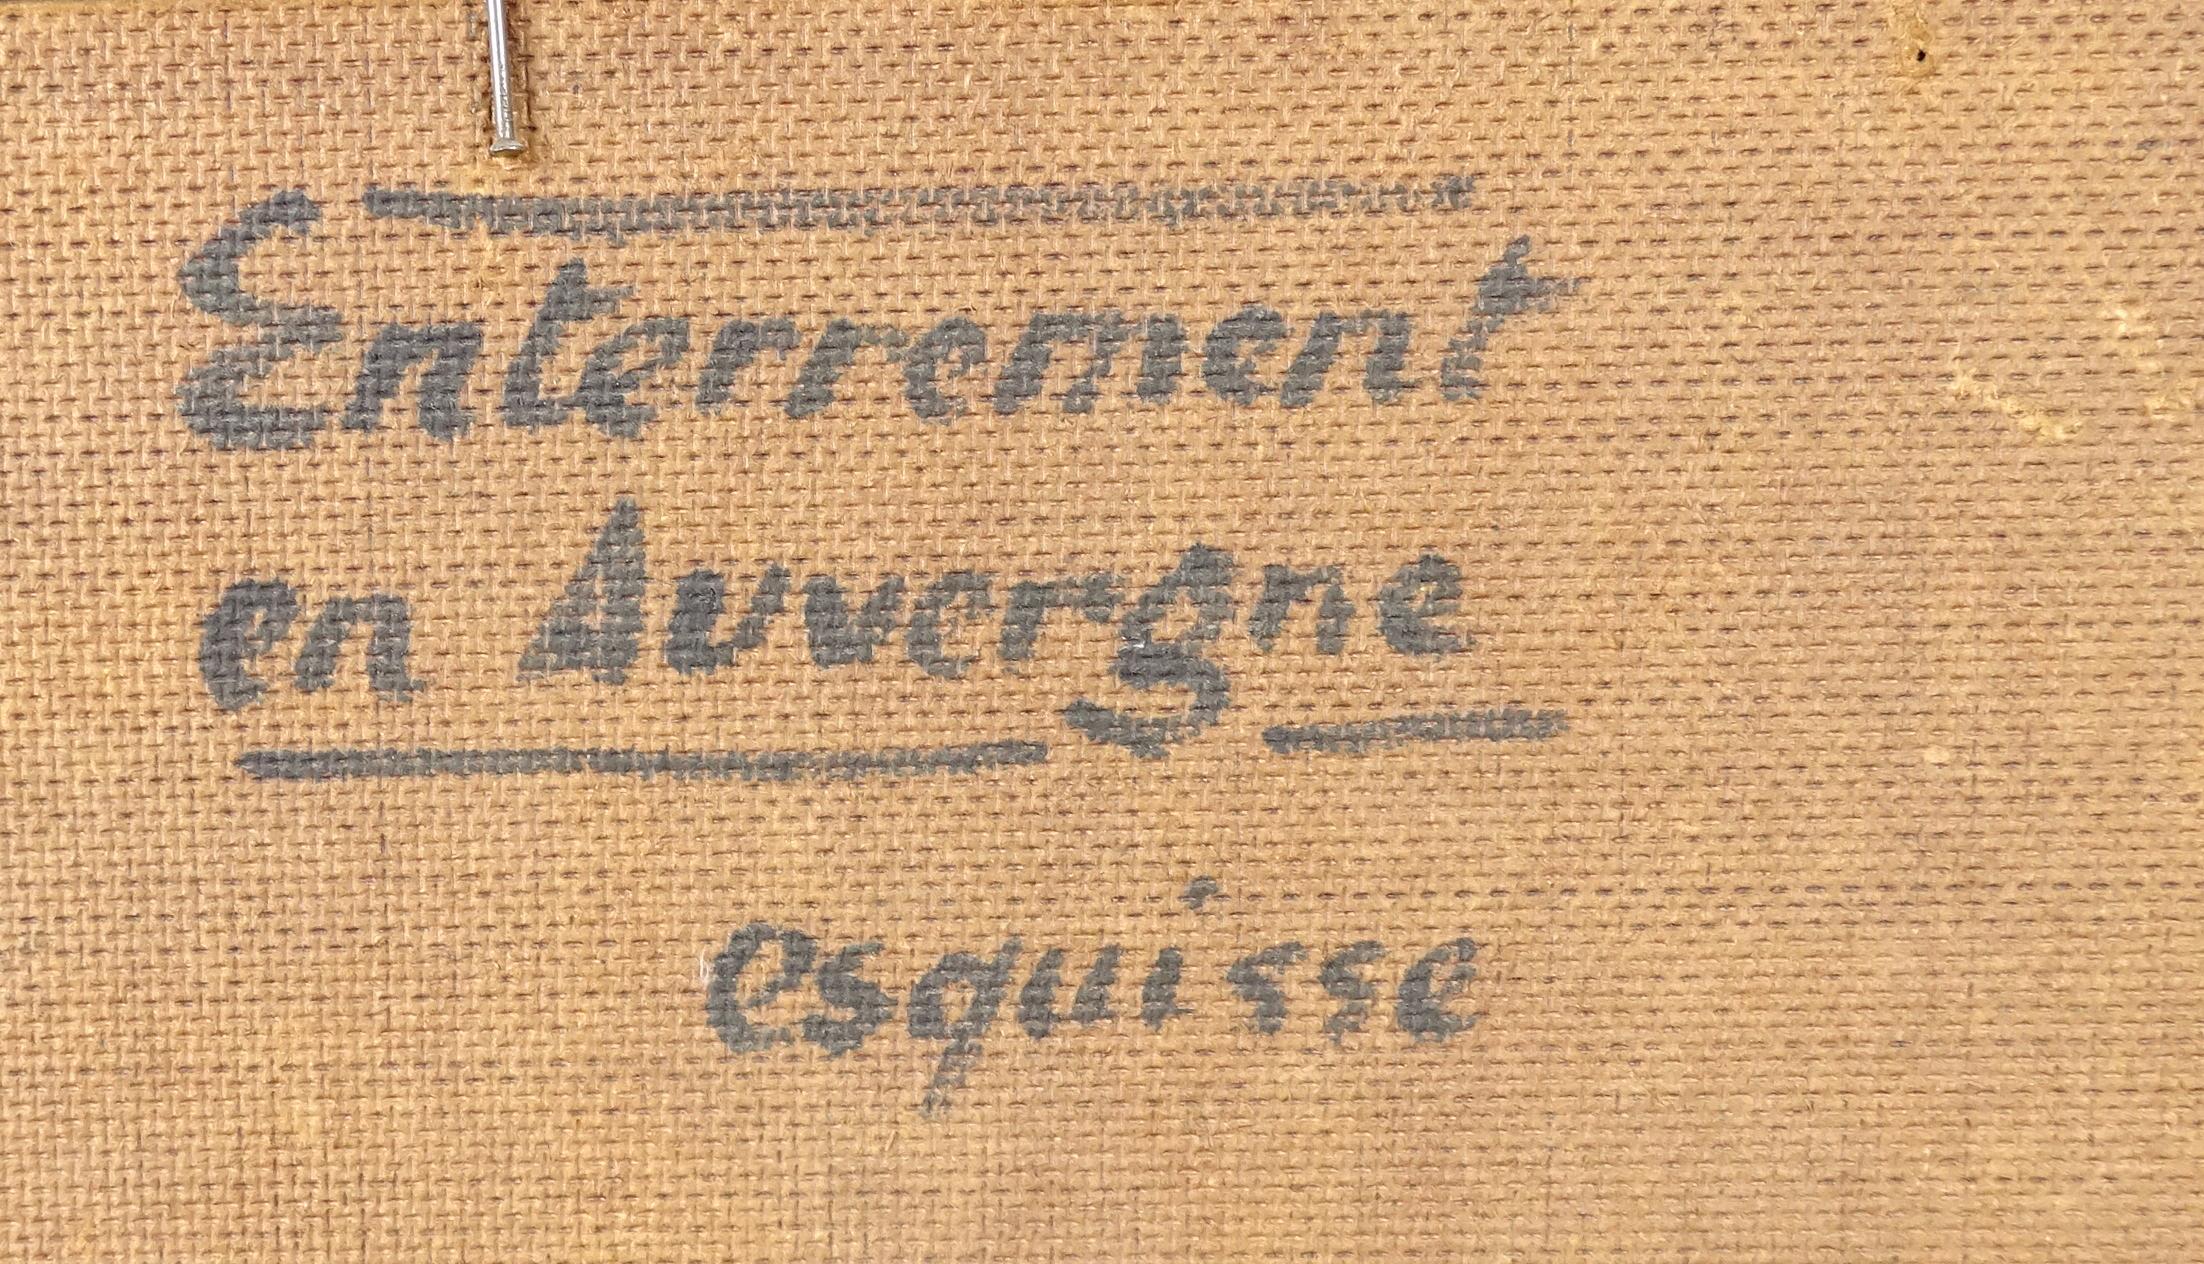 Enterrement
en Auvergne
esquisse